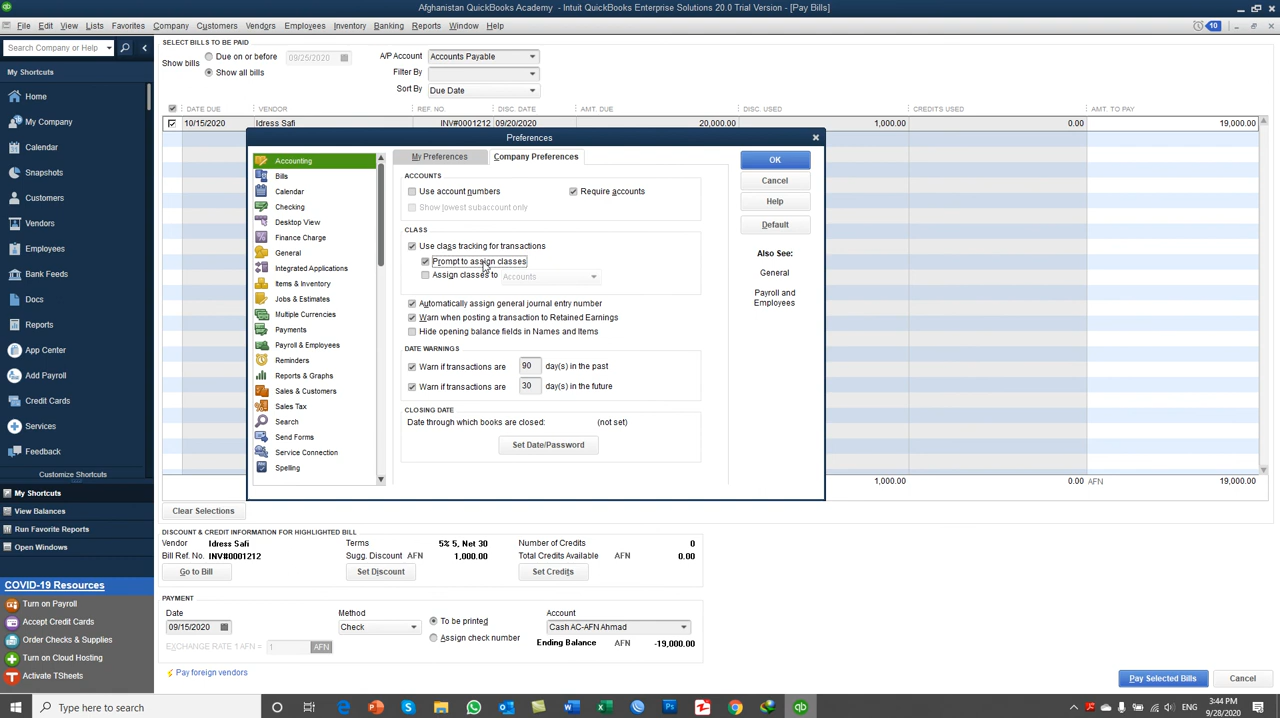 Afghanistan QuickBooks Academy - Intuit QuickBooks Enterprise Solutions 20.0 Trial Version - [Pay Bills]
File Edit View Lists Favorites Company Customers Vendors Employees Inventory Banking Reports Window Help 10
Search Company or Help
My Shortcuts
Home
My Company
Calendar
Snapshots
Customers
Vendors
Employees
Bank Feeds
Docs
Reports
App Center
Add Payroll
Credit Cards
Services
Feedback
Customize Shortcuts
My Shortcuts
View Balances
Run Favorite Reports
Open Windows
COVID-19 Resources
Turn on Payroll
Accept Credit Cards
Order Checks & Supplies
Turn on Cloud Hosting
Activate TSheets
SELECT BILLS TO BE PAID
Show bills Due on or before 09/25/2020 A/P Account Accounts Payable
Show all bills Filter By
Sort By Due Date
DATE DUE VENDOR REF. NO. DISC. DATE AMT. DUE DISC. USED CREDITS USED AMT. TO PAY
10/15/2020 Idress Safi INV#0001212 09/20/2020 20,000.00 1,000.00 0.00 19,000.00
Preferences
Accounting
Bills
Calendar
Checking
Desktop View
Finance Charge
General
Integrated Applications
Items & Inventory
Jobs & Estimates
Multiple Currencies
Payments
Payroll & Employees
Reminders
Reports & Graphs
Sales & Customers
Sales Tax
Search
Send Forms
Service Connection
Spelling
My Preferences Company Preferences
ACCOUNTS
Use account numbers Require accounts
Show lowest subaccount only
CLASS
Use class tracking for transactions
Prompt to assign classes
Assign classes to Accounts
Automatically assign general journal entry number
Warn when posting a transaction to Retained Earnings
Hide opening balance fields in Names and Items
DATE WARNINGS
Warn if transactions are 90 day(s) in the past
Warn if transactions are 30 day(s) in the future
CLOSING DATE
Date through which books are closed: (not set)
Set Date/Password
OK
Cancel
Help
Default
Also See:
General
Payroll and
Employees
1,000.00 0.00 AFN 19,000.00
Clear Selections
DISCOUNT & CREDIT INFORMATION FOR HIGHLIGHTED BILL
Vendor Idress Safi Terms 5% 5, Net 30 Number of Credits 0
Bill Ref. No. INV#0001212 Sugg. Discount AFN 1,000.00 Total Credits Available AFN 0.00
Go to Bill Set Discount Set Credits
PAYMENT
Date Method Account
09/15/2020 Check To be printed Cash AC-AFN Ahmad
Assign check number Ending Balance AFN -19,000.00
EXCHANGE RATE 1 AFN = 1 AFN
Pay foreign vendors
Pay Selected Bills Cancel
Type here to search
3:44 PM
9/28/2020